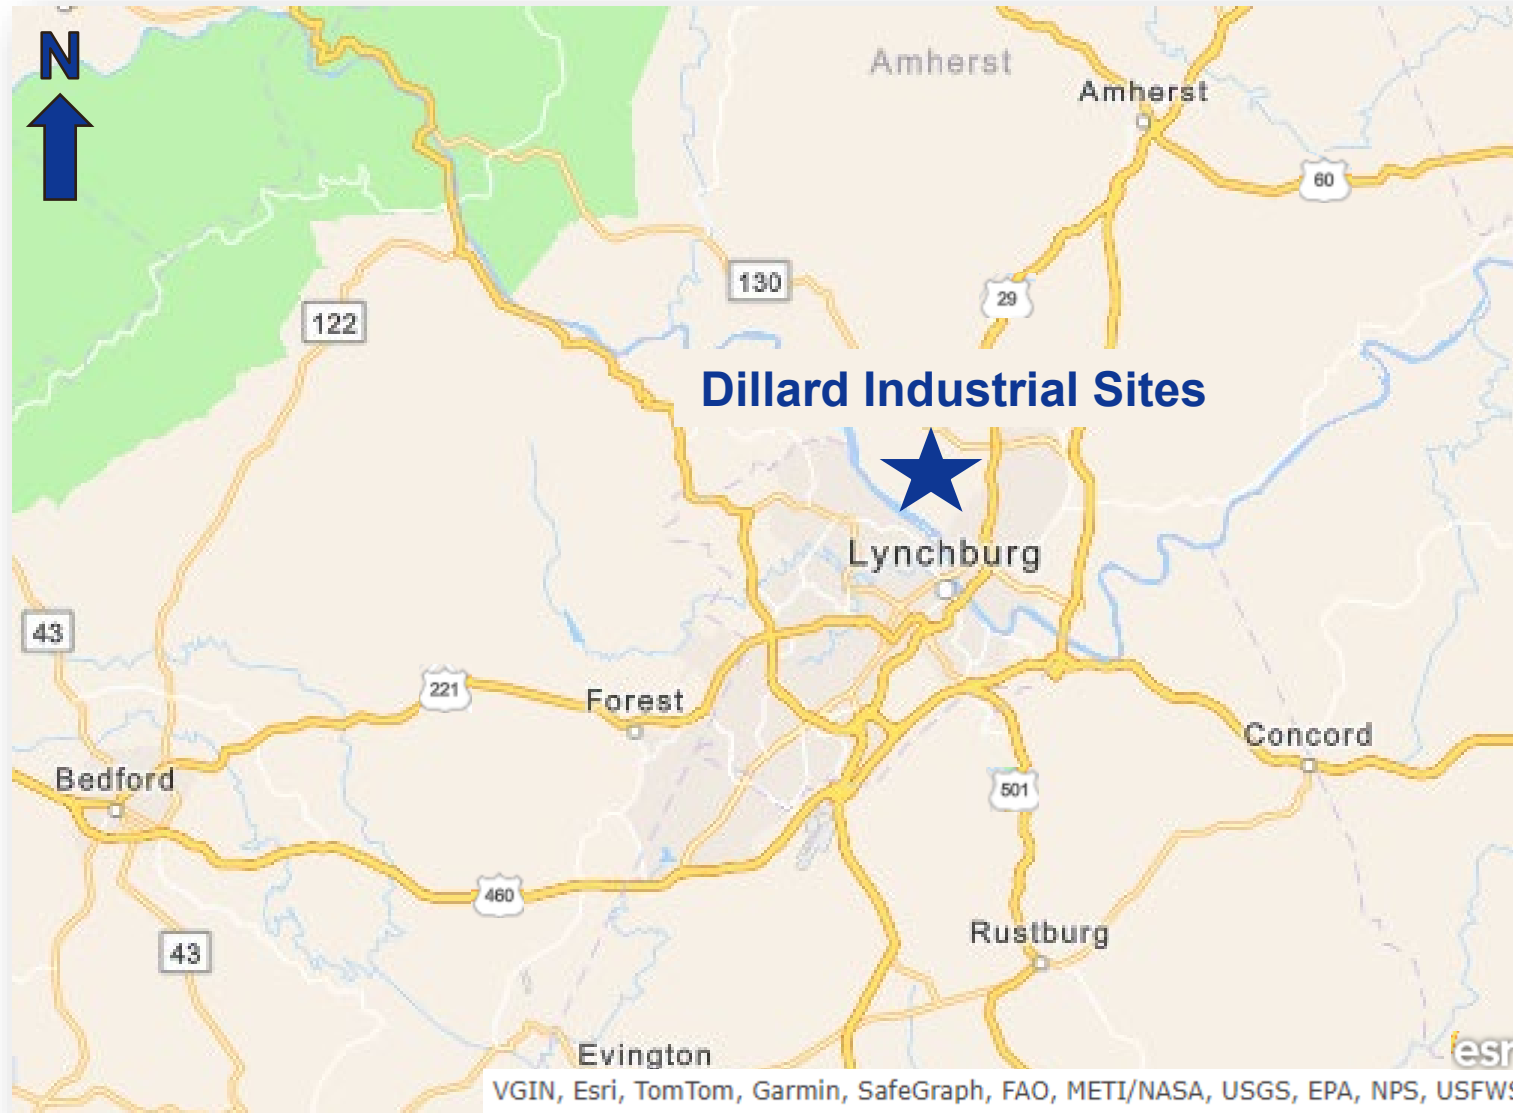 N
Amherst
Amherst
60
130
29
122
Dillard Industrial Sites
Lynchburg
43
221
Forest
Concord
Bedford
501
460
Rustburg
43
Evington
esri
VGIN, Esri, TomTom, Garmin, SafeGraph, FAO, METI/NASA, USGS, EPA, NPS, USFWS